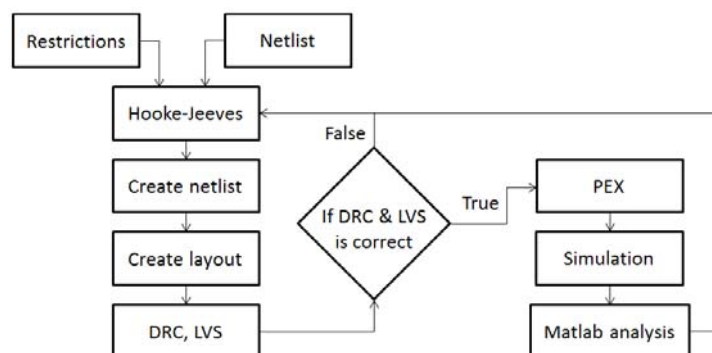 Restrictions
Netlist
Hooke-Jeeves
False
Create netlist
If DRC & LVS
is correct
True
PEX
Create layout
Simulation
DRC, LVS
Matlab analysis